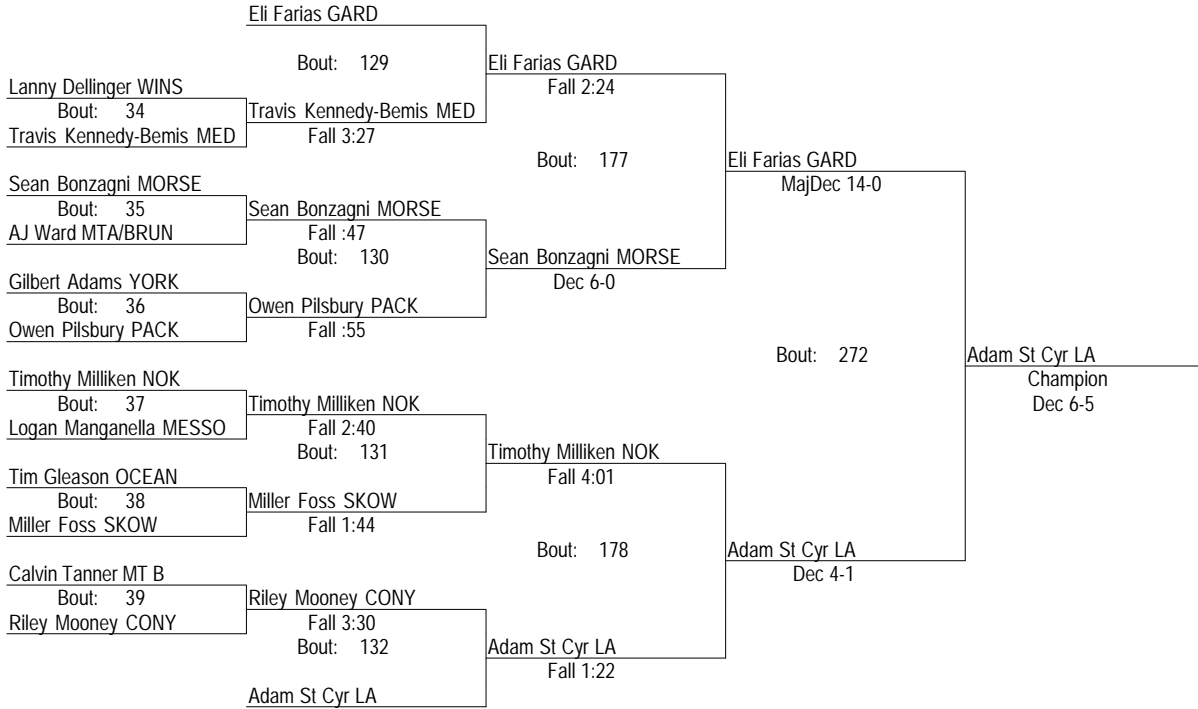 Eli Farias GARD
Bout: 129
Eli Farias GARD
Fall 2:24
Lanny Dellinger WINS
Bout: 34
Travis Kennedy-Bemis MED
Travis Kennedy-Bemis MED
Fall 3:27
Bout: 177
Eli Farias GARD
MajDec 14-0
Sean Bonzagni MORSE
Bout: 35
AJ Ward MTA/BRUN
Sean Bonzagni MORSE
Fall :47
Bout: 130
Sean Bonzagni MORSE
Dec 6-0
Gilbert Adams YORK
Bout: 36
Owen Pilsbury PACK
Owen Pilsbury PACK
Fall :55
Bout: 272
Adam St Cyr LA
Champion
Dec 6-5
Timothy Milliken NOK
Bout: 37
Logan Manganella MESSO
Timothy Milliken NOK
Fall 2:40
Bout: 131
Timothy Milliken NOK
Fall 4:01
Tim Gleason OCEAN
Bout: 38
Miller Foss SKOW
Miller Foss SKOW
Fall 1:44
Bout: 178
Adam St Cyr LA
Dec 4-1
Calvin Tanner MT B
Bout: 39
Riley Mooney CONY
Riley Mooney CONY
Fall 3:30
Bout: 132
Adam St Cyr LA
Fall 1:22
Adam St Cyr LA